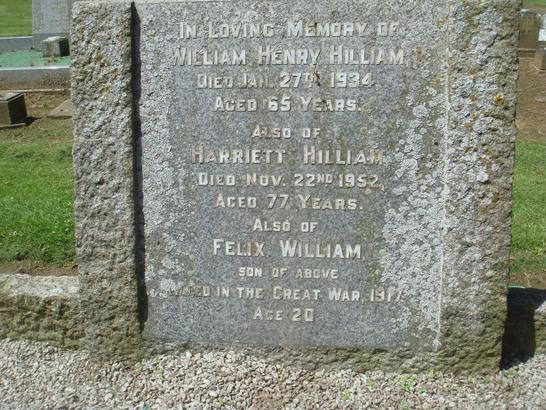 In Loving Memory of
William Henry Hilliam
Died Jan. 27th 1934.
Aged 65 Years.
Also of
Harriett Hilliam
Died Nov. 22nd 1952,
Aged 77 Years.
Also of
Felix William
son of above
in the Great War, 1917
Age 20